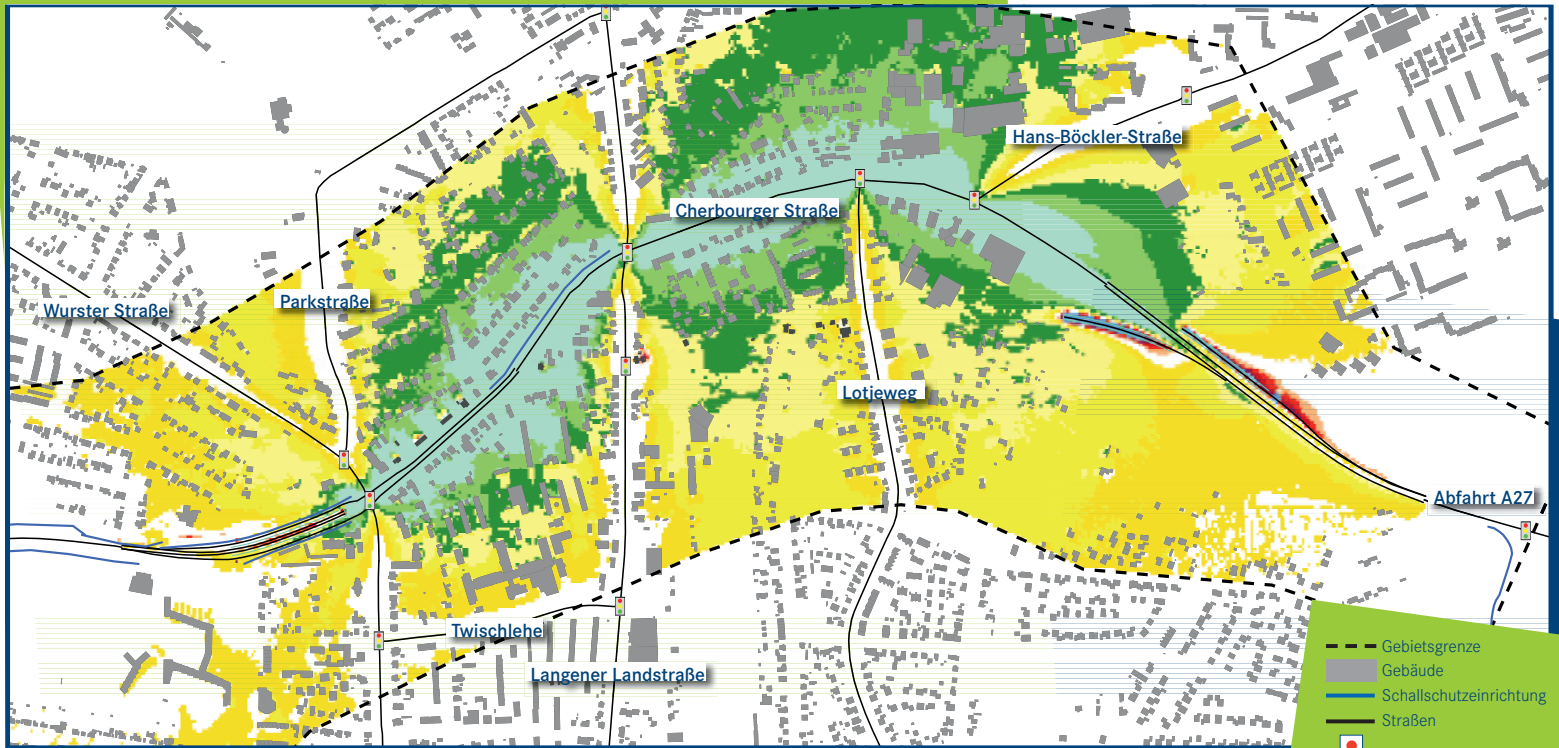 Hans-Böckler-Straße
Cherbourger Straße
Parkstraße
Wurster Straße
Lotjeweg
Abfahrt A27
Twischlehe
Langener Landstraße
Gebietsgrenze
Gebäude
Schallschutzeinrichtung
Straßen